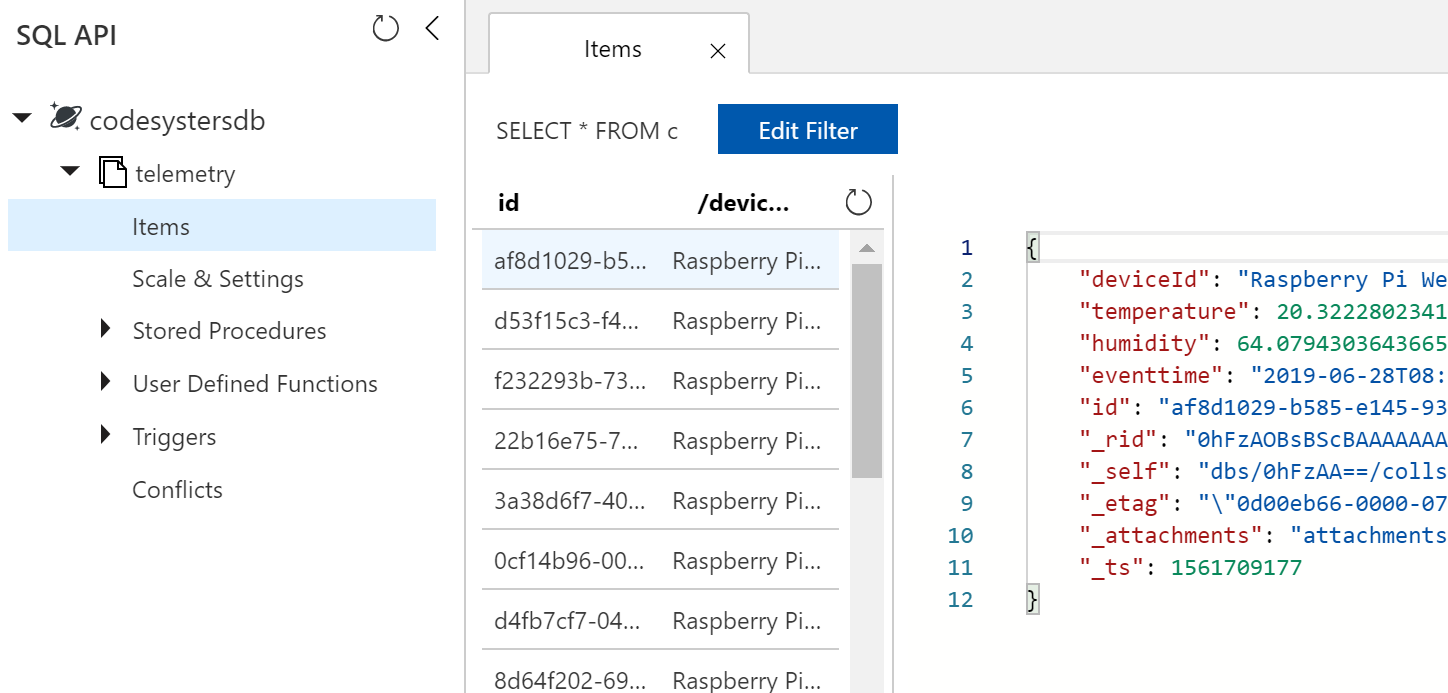 SQL API
codesystersdb
telemetry
Items
Scale & Settings
Stored Procedures
User Defined Functions
Triggers
Conflicts
Items
SELECT * FROM c
Edit Filter
id /devic...
af8d1029-b5... Raspberry Pi...
d53f15c3-f4... Raspberry Pi...
f232293b-73... Raspberry Pi...
22b16e75-7... Raspberry Pi...
3a38d6f7-40... Raspberry Pi...
0cf14b96-00... Raspberry Pi...
d4fb7cf7-04... Raspberry Pi...
8d64f202-69... Raspberry Pi...
1 {
2 "deviceId": "Raspberry Pi We
3 "temperature": 20.3222802341
4 "humidity": 64.0794303643665
5 "eventtime": "2019-06-28T08:
6 "id": "af8d1029-b585-e145-93
7 "_rid": "0hFzAOBsBScBAAAAAAA
8 "_self": "dbs/0hFzAA==/colls
9 "_etag": "\"0d00eb66-0000-07
10 "_attachments": "attachments
11 "_ts": 1561709177
12 }